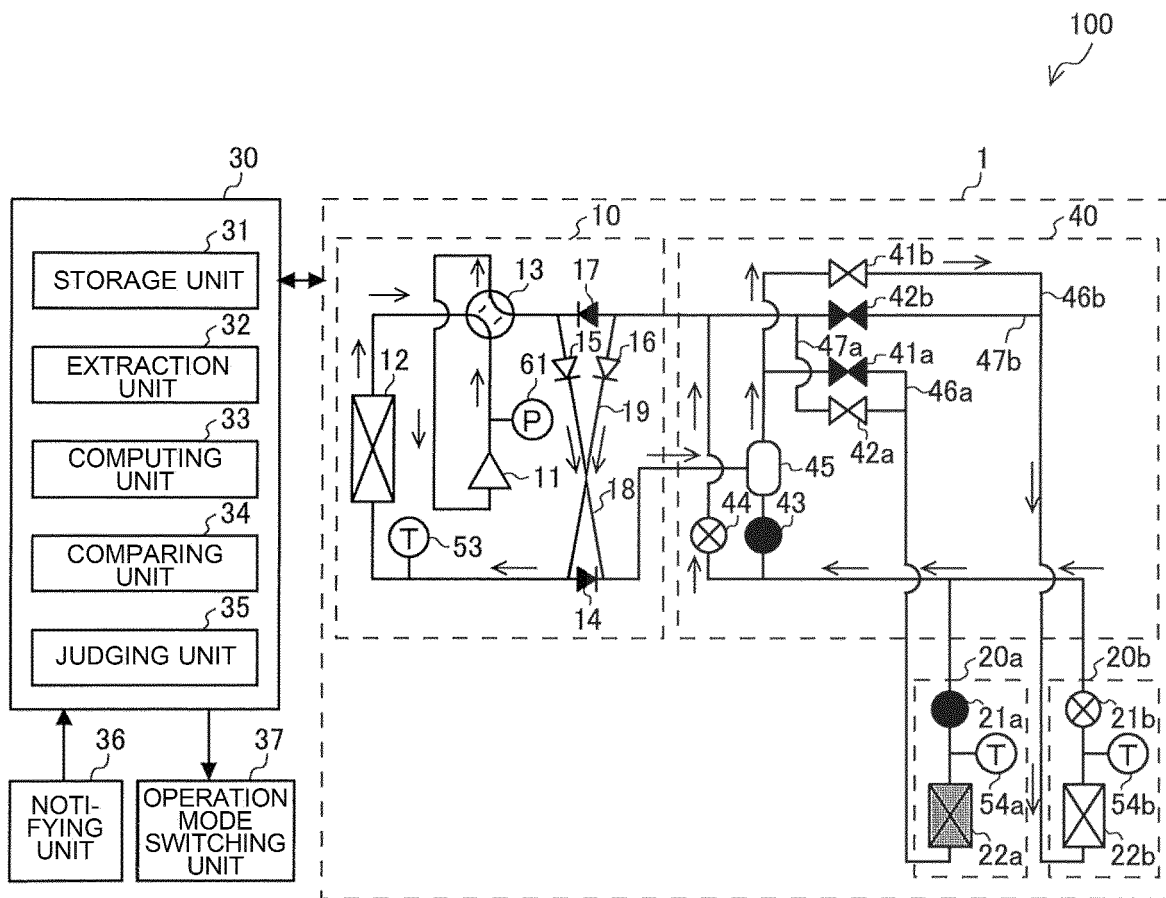 100
30
1
10
40
31
STORAGE UNIT
32
EXTRACTION
UNIT
33
COMPUTING
UNIT
34
COMPARING
UNIT
35
JUDGING UNIT
36
NOTI-
FYING
UNIT
37
OPERATION
MODE
SWITCHING
UNIT
13
17
15
16
12
61
P
19
11
18
T
53
14
41b
42b
46b
47a
41a
47b
46a
42a
45
44
43
20a
20b
21a
21b
T
T
54a
54b
22a
22b